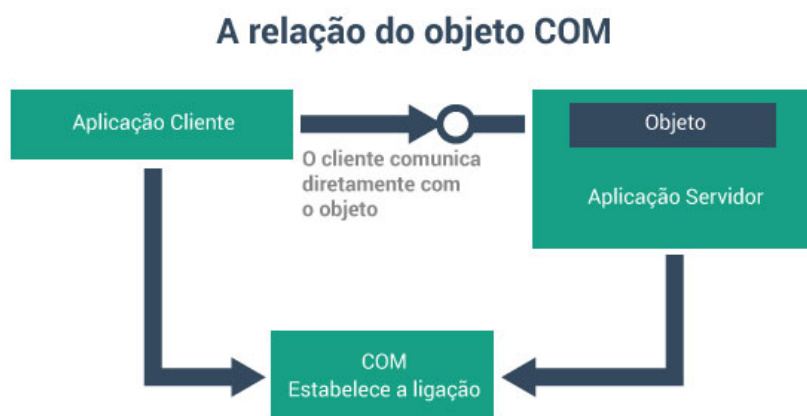 A relação do objeto COM
Aplicação Cliente
O cliente comunica
diretamente com
o objeto
Objeto
Aplicação Servidor
COM
Estabelece a ligação